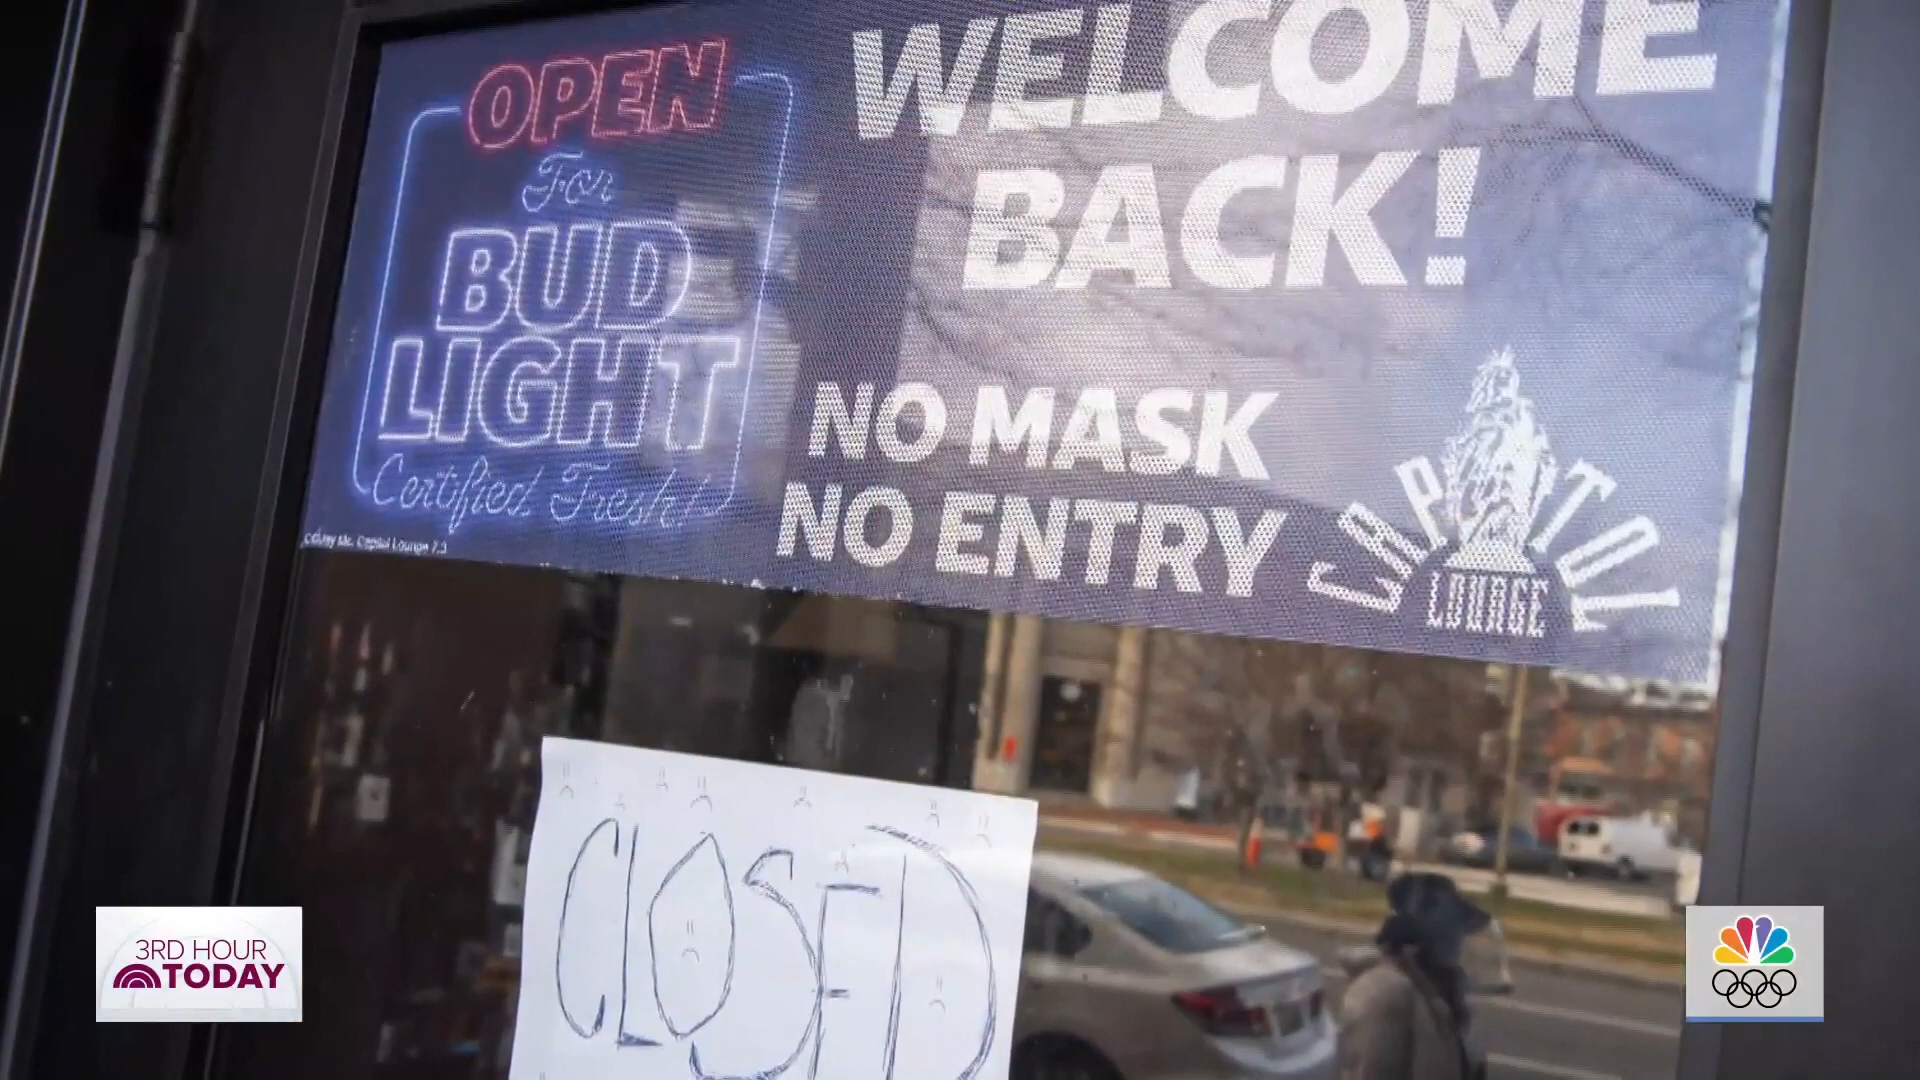 OPEN
For
BUD
LIGHT
Certified Fresh!
WELCOME
BACK!
NO MASK
NO ENTRY
CAPITOL
LOUNGE
CLOSED
3RD HOUR
TODAY